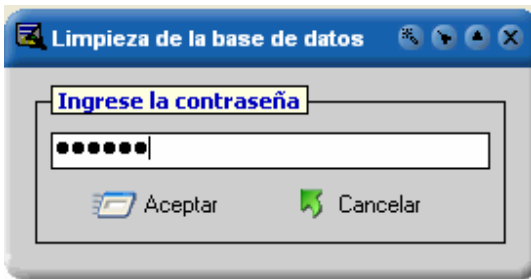 Limpieza de la base de datos
Ingrese la contraseña
●●●●●●
Aceptar
Cancelar